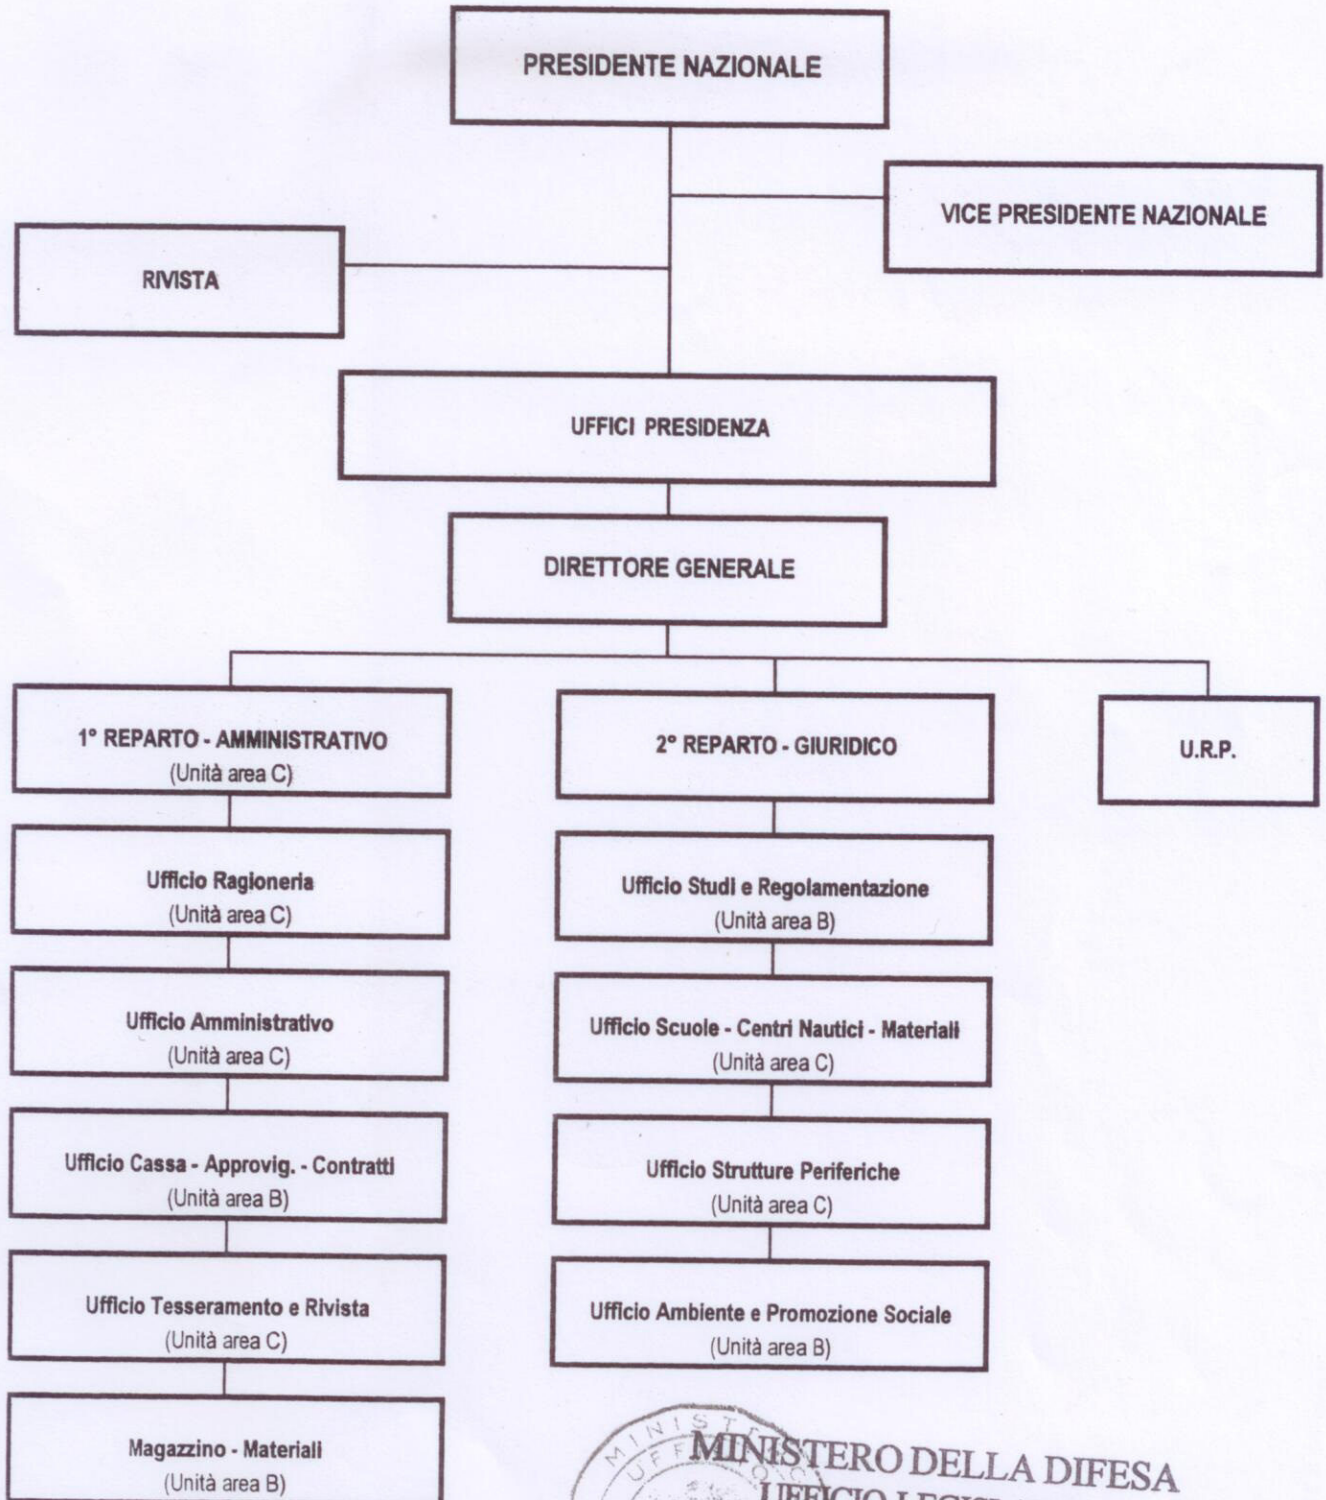 PRESIDENTE NAZIONALE
VICE PRESIDENTE NAZIONALE
RIVISTA
UFFICI PRESIDENZA
DIRETTORE GENERALE
1° REPARTO - AMMINISTRATIVO
(Unità area C)
2° REPARTO - GIURIDICO
U.R.P.
Ufficio Ragioneria
(Unità area C)
Ufficio Studi e Regolamentazione
(Unità area B)
Ufficio Amministrativo
(Unità area C)
Ufficio Scuole - Centri Nautici - Materiali
(Unità area C)
Ufficio Cassa - Approvig. - Contratti
(Unità area B)
Ufficio Strutture Periferiche
(Unità area C)
Ufficio Tesseramento e Rivista
(Unità area C)
Ufficio Ambiente e Promozione Sociale
(Unità area B)
Magazzino - Materiali
(Unità area B)
MINISTERO DELLA DIFESA
UFFICIO